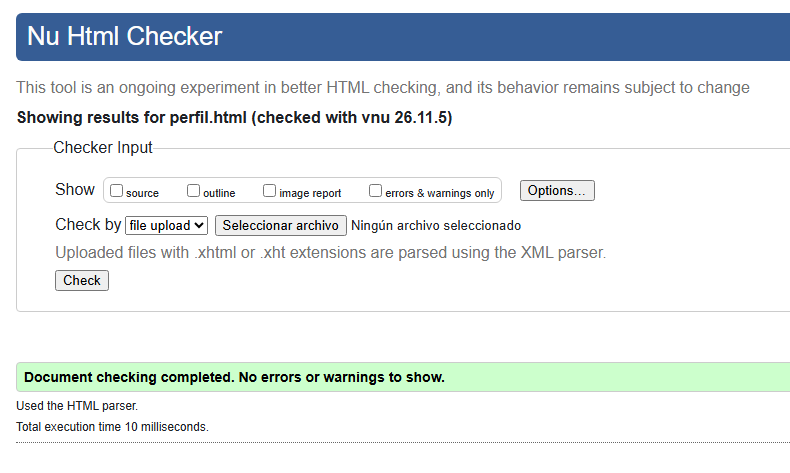 Nu Html Checker
This tool is an ongoing experiment in better HTML checking, and its behavior remains subject to change
Showing results for perfil.html (checked with vnu 26.11.5)
Checker Input
Show source outline image report errors & warnings only Options...
Check by file upload Seleccionar archivo Ningún archivo seleccionado
Uploaded files with .xhtml or .xht extensions are parsed using the XML parser.
Check
Document checking completed. No errors or warnings to show.
Used the HTML parser.
Total execution time 10 milliseconds.